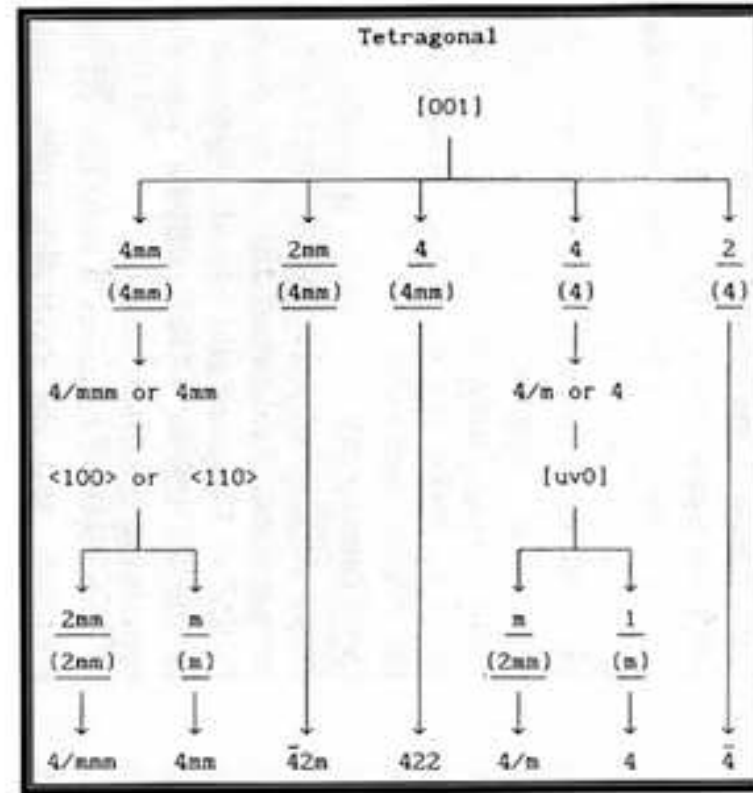 Tetragonal
[001]
4mm 2mm 4 4 2
(4mm) (4mm) (4mm) (4) (4)
4/mmm or 4mm 4/m or 4
<100> or <110> [uv0]
2mm m m 1
(2mm) (m) (2mm) (m)
4/mmm 4mm 4̄2m 422 4/m 4 4̄